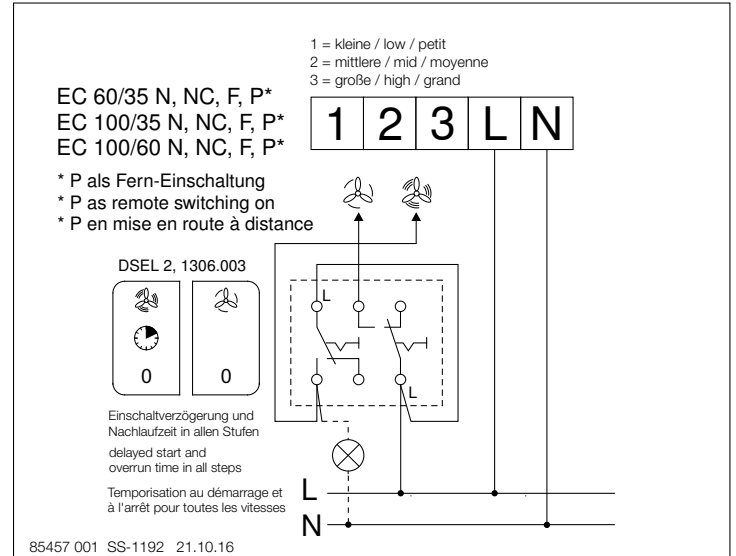 1 = kleine / low / petit
2 = mittlere / mid / moyenne
3 = große / high / grand
EC 60/35 N, NC, F, P*
EC 100/35 N, NC, F, P*
EC 100/60 N, NC, F, P*
1 2 3 L N
* P als Fern-Einschaltung
* P as remote switching on
* P en mise en route à distance
DSEL 2, 1306.003
L
0 0
L
Einschaltverzögerung und
Nachlaufzeit in allen Stufen
delayed start and
overrun time in all steps
Temporisation au démarrage et
à l'arrêt pour toutes les vitesses
L
N
85457 001 SS-1192 21.10.16